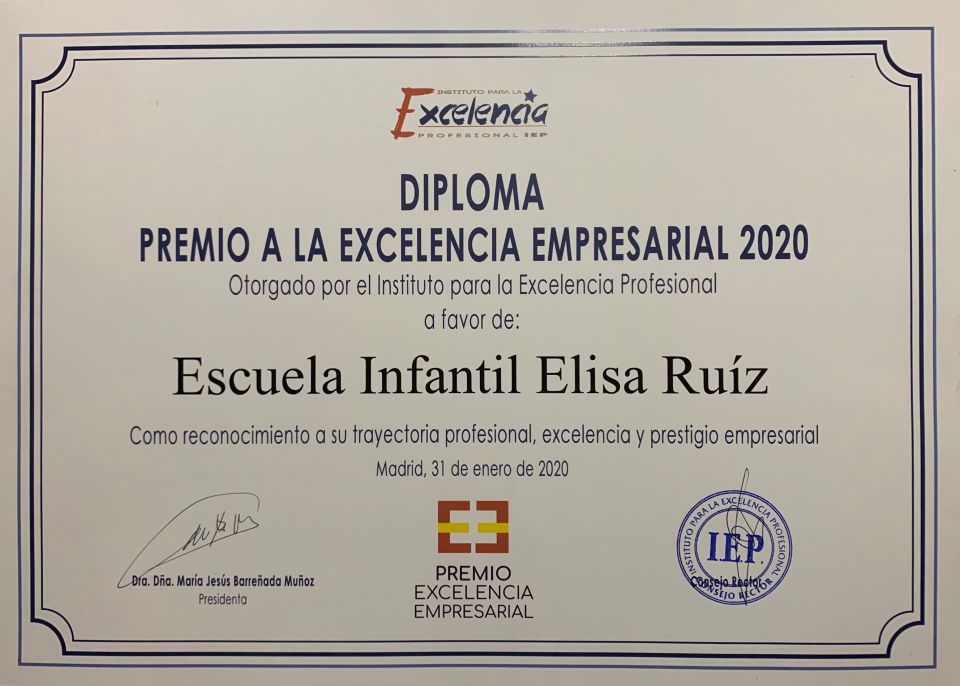 INSTITUTO PARA LA
Excelencia
PROFESIONAL IEP
DIPLOMA
PREMIO A LA EXCELENCIA EMPRESARIAL 2020
Otorgado por el Instituto para la Excelencia Profesional
a favor de:
Escuela Infantil Elisa Ruíz
Como reconocimiento a su trayectoria profesional, excelencia y prestigio empresarial
Madrid, 31 de enero de 2020
Dra. Dña. María Jesús Barreñada Muñoz
Presidenta
PREMIO
EXCELENCIA
EMPRESARIAL
INSTITUTO PARA LA EXCELENCIA PROFESIONAL
I.E.P.
Consejo Rector
CONSEJO RECTOR